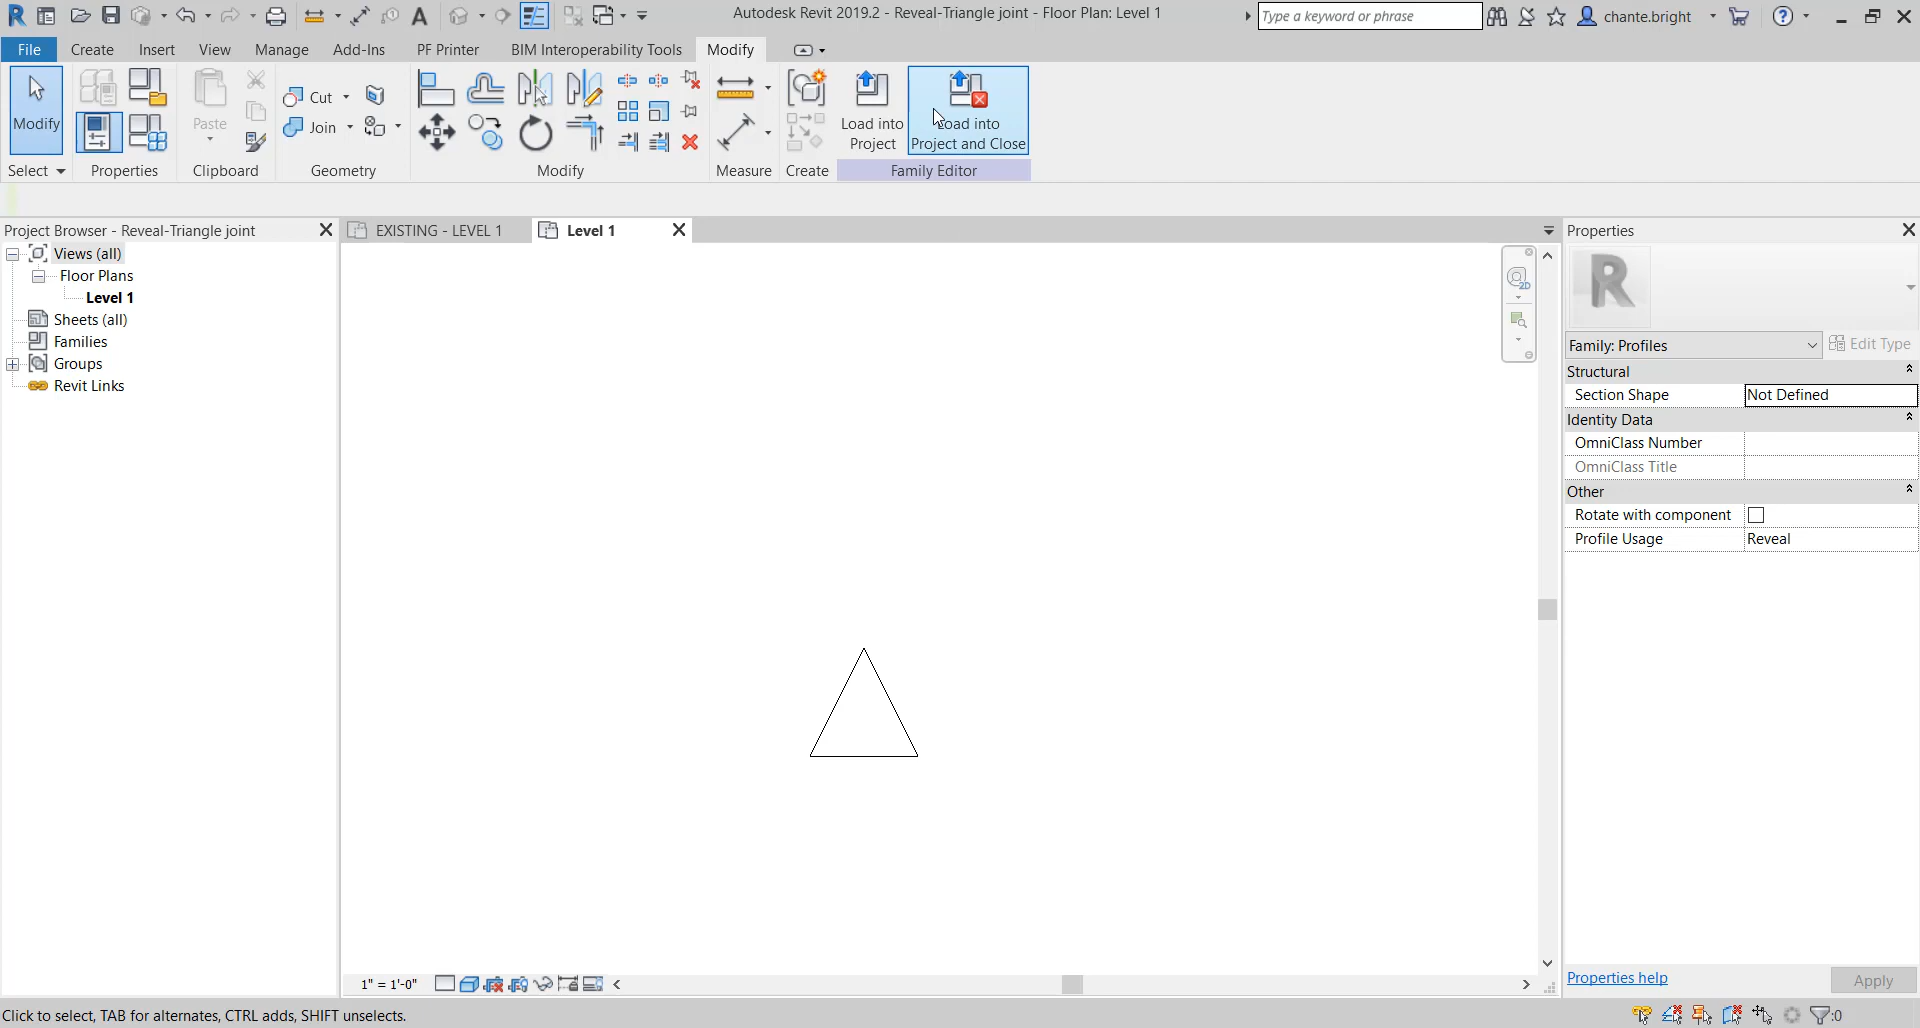 Autodesk Revit 2019.2 - Reveal-Triangle joint - Floor Plan: Level 1
Type a keyword or phrase
chante.bright
File
Create
Insert
View
Manage
Add-Ins
PF Printer
BIM Interoperability Tools
Modify
Modify
Paste
Cut
Join
Load into
Project
Load into
Project and Close
Select
Properties
Clipboard
Geometry
Modify
Measure
Create
Family Editor
Project Browser - Reveal-Triangle joint
Views (all)
Floor Plans
Level 1
Sheets (all)
Families
Groups
Revit Links
EXISTING - LEVEL 1
Level 1
2D
Properties
R
Family: Profiles
Edit Type
Structural
Section Shape
Not Defined
Identity Data
OmniClass Number
OmniClass Title
Other
Rotate with component
Profile Usage
Reveal
Properties help
Apply
1" = 1'-0"
Click to select, TAB for alternates, CTRL adds, SHIFT unselects.
:0